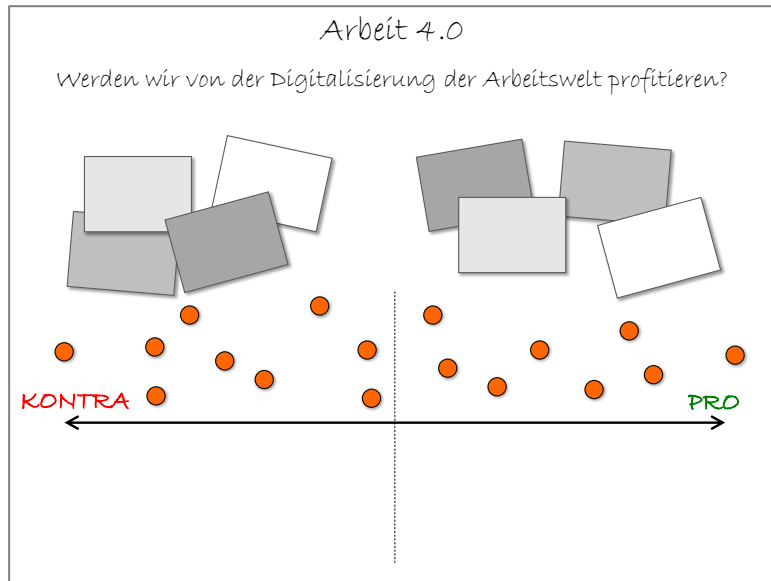 Arbeit 4.0
Werden wir von der Digitalisierung der Arbeitswelt profitieren?
KONTRA
PRO